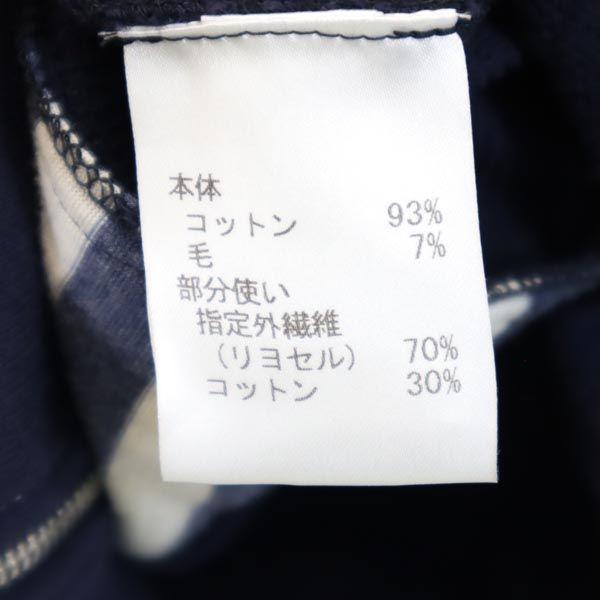 本体
コットン 93%
毛 7%
部分使い
指定外繊維
（リヨセル） 70%
コットン 30%